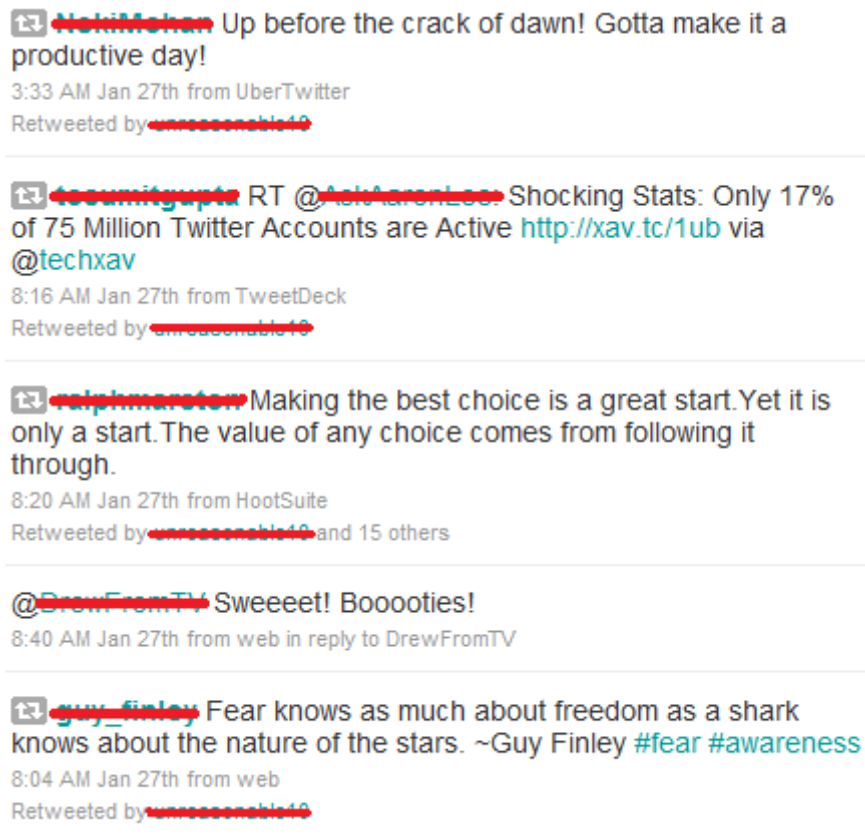 Up before the crack of dawn! Gotta make it a
productive day!
3:33 AM Jan 27th from UberTwitter
Retweeted by
RT @ Shocking Stats: Only 17%
of 75 Million Twitter Accounts are Active http://xav.tc/1ub via
@techxav
8:16 AM Jan 27th from TweetDeck
Retweeted by
Making the best choice is a great start.Yet it is
only a start.The value of any choice comes from following it
through.
8:20 AM Jan 27th from HootSuite
Retweeted by and 15 others
@ Sweeeet! Booooties!
8:40 AM Jan 27th from web in reply to DrewFromTV
Fear knows as much about freedom as a shark
knows about the nature of the stars. ~Guy Finley #fear #awareness
8:04 AM Jan 27th from web
Retweeted by